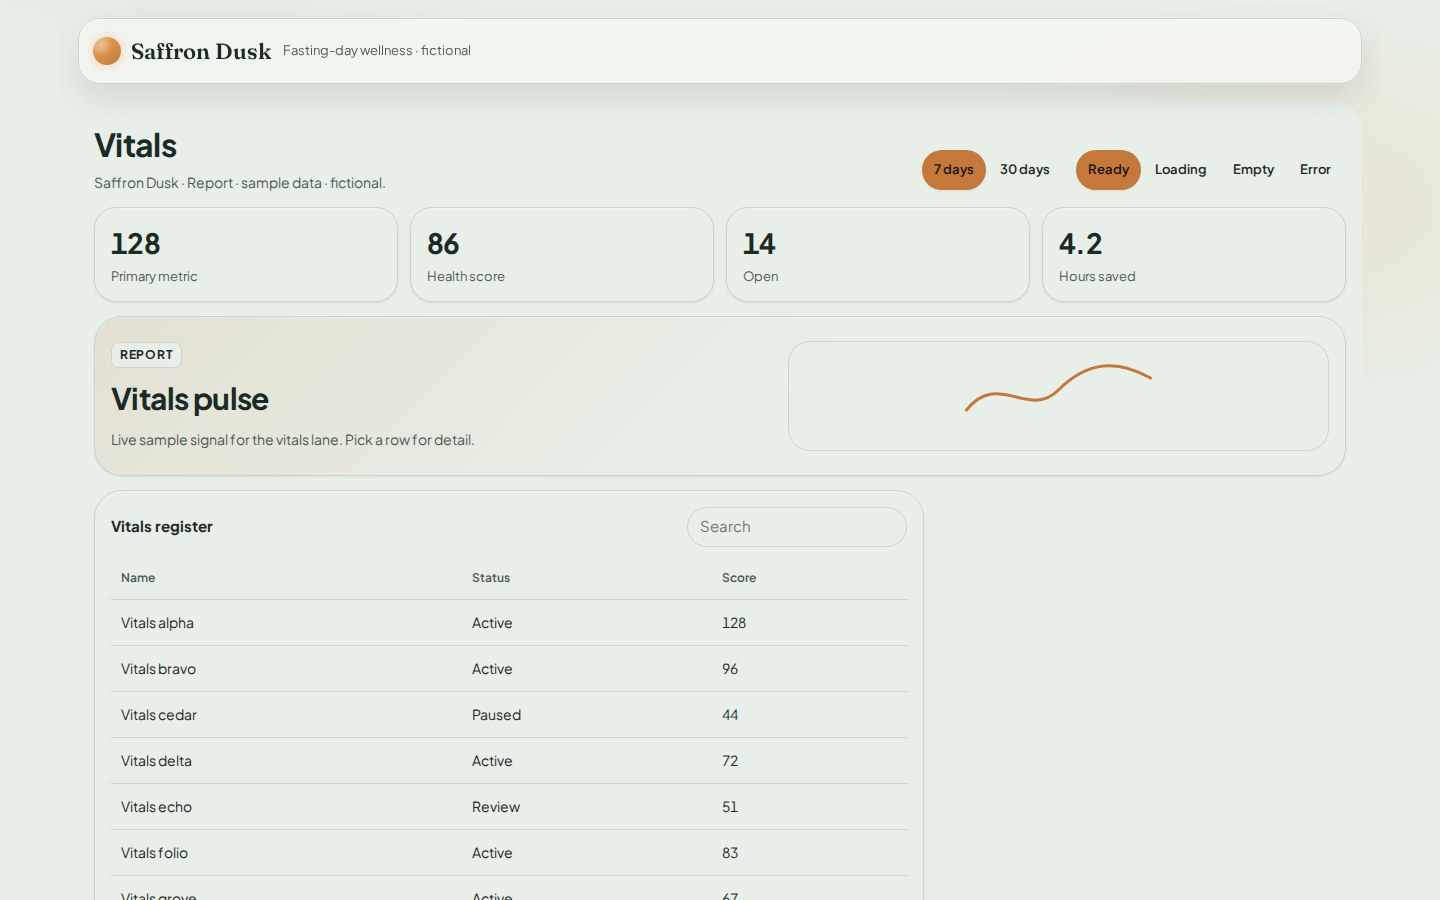 Saffron Dusk Fasting-day wellness · fictional
Vitals
Saffron Dusk · Report · sample data · fictional.
7 days 30 days Ready Loading Empty Error
128 86 14 4.2
Primary metric Health score Open Hours saved
REPORT
Vitals pulse
Live sample signal for the vitals lane. Pick a row for detail.
Vitals register Search
Name Status Score
Vitals alpha Active 128
Vitals bravo Active 96
Vitals cedar Paused 44
Vitals delta Active 72
Vitals echo Review 51
Vitals folio Active 83
Vitals grove Active 67